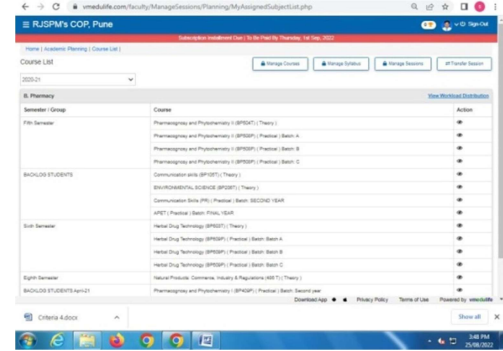 vmedulife.com/faculty/ManageSessions/Planning/MyAssignedSubjectList.php
≡ RJSPM's COP, Pune
Sign Out
Subscription Installment Due ( To Be Paid By Thursday, 1st Sep, 2022)
Home | Academic Planning | Course List |
Course List
Manage Courses
Manage Syllabus
Manage Sessions
Transfer Session
2020-21
B. Pharmacy
View Workload Distribution
Semester / Group Course Action
Fifth Semester Pharmacognosy and Phytochemistry II (BP504T) ( Theory )
Pharmacognosy and Phytochemistry II (BP508P) ( Practical ) Batch: A
Pharmacognosy and Phytochemistry II (BP508P) ( Practical ) Batch: B
Pharmacognosy and Phytochemistry II (BP508P) ( Practical ) Batch: C
BACKLOG STUDENTS Communication skills (BP105T) ( Theory )
ENVIRONMENTAL SCIENCE (BP206T) ( Theory )
Communication Skills (PR) ( Practical ) Batch: SECOND YEAR
APET ( Practical ) Batch: FINAL YEAR
Sixth Semester Herbal Drug Technology (BP603T) ( Theory )
Herbal Drug Technology (BP609P) ( Practical ) Batch: Batch A
Herbal Drug Technology (BP609P) ( Practical ) Batch: Batch B
Herbal Drug Technology (BP609P) ( Practical ) Batch: Batch C
Eighth Semester Natural Products: Commerce, Industry & Regulations ( Theory )
BACKLOG STUDENTS April-21 Pharmacognosy and Phytochemistry I (BP408P) ( Practical ) Batch: Second year
Download App Privacy Policy Terms of Use Powered by vmedulife
Criteria 4.docx
Show all
3:48 PM
25/08/2022